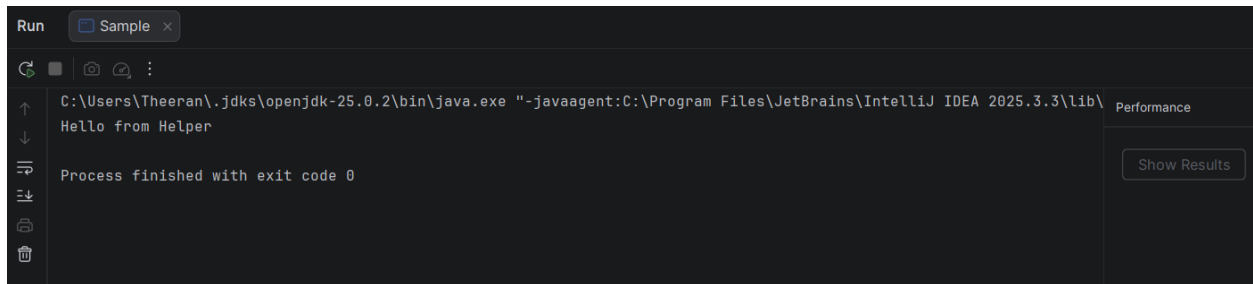 Run Sample
C:\Users\Theeran\.jdks\openjdk-25.0.2\bin\java.exe "-javaagent:C:\Program Files\JetBrains\IntelliJ IDEA 2025.3.3\lib\
Performance
Hello from Helper
Show Results
Process finished with exit code 0